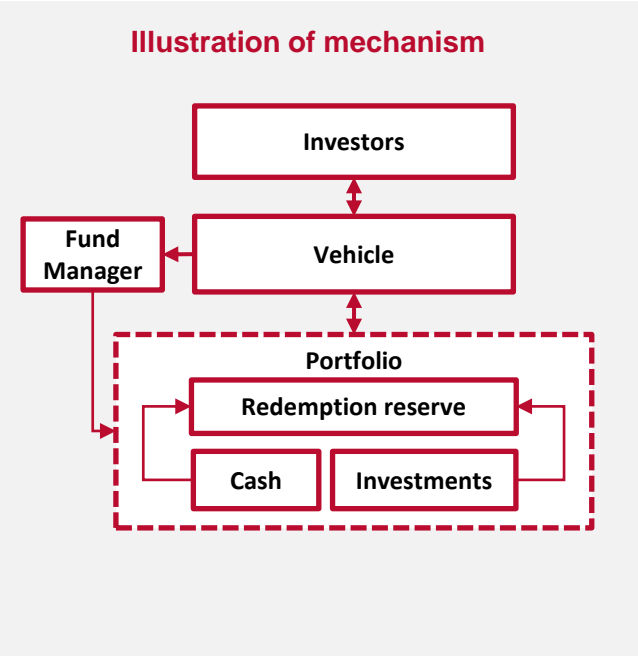 Illustration of mechanism
Investors
Fund
Manager
Vehicle
Portfolio
Redemption reserve
Cash
Investments